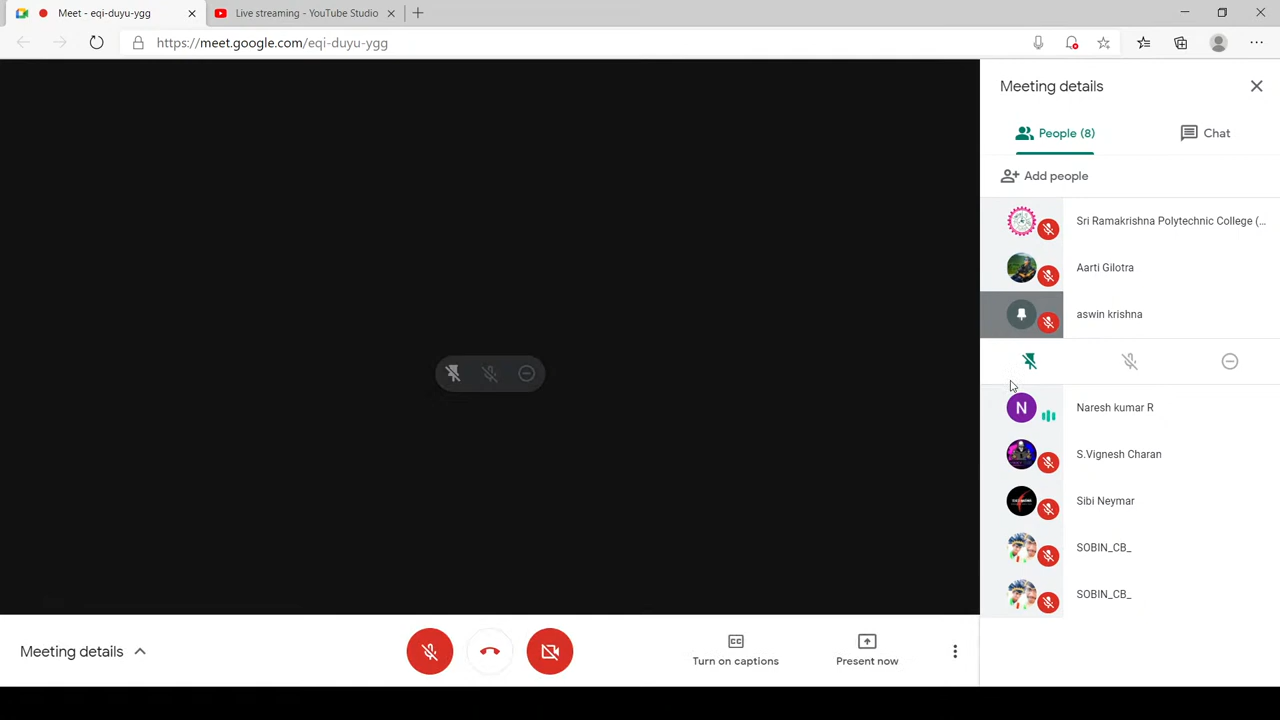 Meet - eqi-duyu-ygg
Live streaming - YouTube Studio
https://meet.google.com/eqi-duyu-ygg
Meeting details
People (8)
Chat
Add people
Sri Ramakrishna Polytechnic College (...
Aarti Gilotra
aswin krishna
N
Naresh kumar R
S.Vignesh Charan
Sibi Neymar
SOBIN_CB_
SOBIN_CB_
Meeting details
CC
Turn on captions
Present now